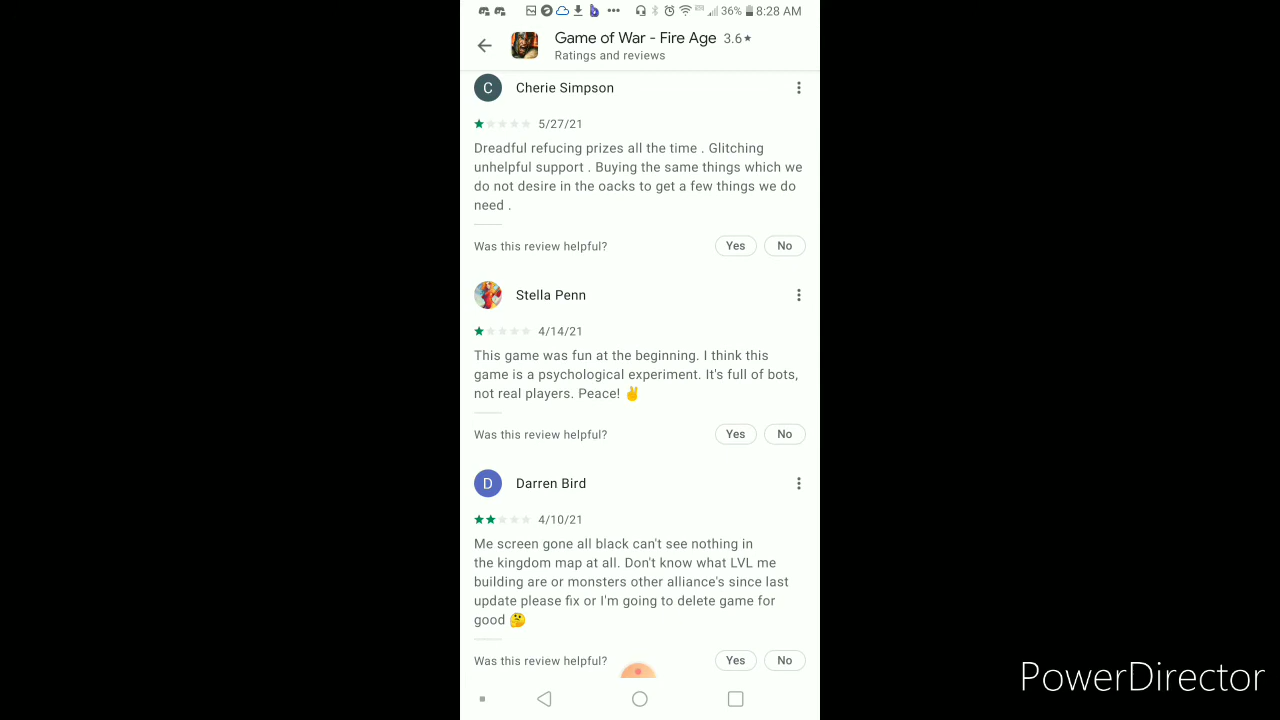 36% 8:28 AM
Game of War - Fire Age 3.6★
Ratings and reviews
C Cherie Simpson
5/27/21
Dreadful refucing prizes all the time . Glitching
unhelpful support . Buying the same things which we
do not desire in the oacks to get a few things we do
need .
Was this review helpful? Yes No
Stella Penn
4/14/21
This game was fun at the beginning. I think this
game is a psychological experiment. It's full of bots,
not real players. Peace! ✌
Was this review helpful? Yes No
D Darren Bird
4/10/21
Me screen gone all black can't see nothing in
the kingdom map at all. Don't know what LVL me
building are or monsters other alliance's since last
update please fix or I'm going to delete game for
good 🤔
Was this review helpful? Yes No
PowerDirector